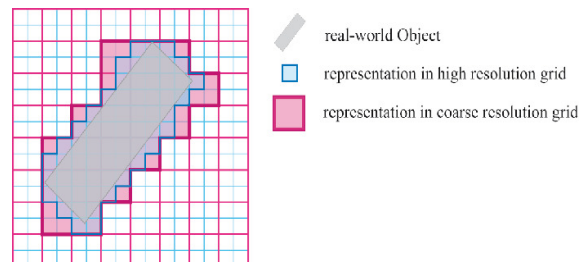 real-world Object
representation in high resolution grid
representation in coarse resolution grid